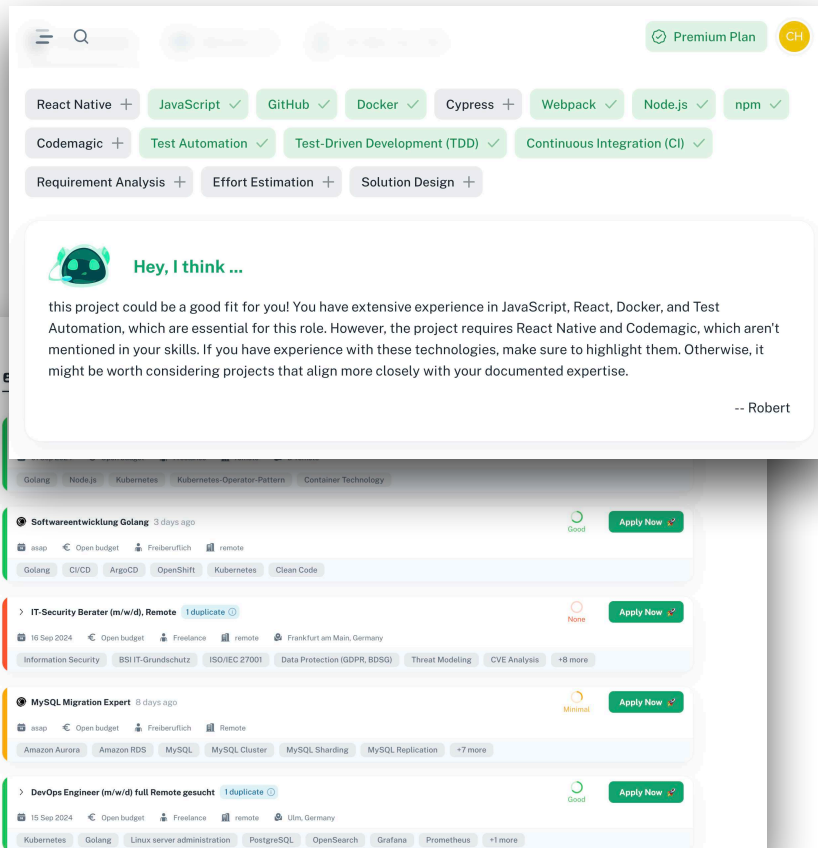 Premium Plan CH
React Native JavaScript GitHub Docker Cypress Webpack Node.js npm
Codemagic Test Automation Test-Driven Development (TDD) Continuous Integration (CI)
Requirement Analysis Effort Estimation Solution Design
Hey, I think ...
this project could be a good fit for you! You have extensive experience in JavaScript, React, Docker, and Test
Automation, which are essential for this role. However, the project requires React Native and Codemagic, which aren't
mentioned in your skills. If you have experience with these technologies, make sure to highlight them. Otherwise, it
might be worth considering projects that align more closely with your documented expertise.
-- Robert
Golang Node.js Kubernetes Kubernetes-Operator-Pattern Container Technology
Softwareentwicklung Golang 3 days ago Good Apply Now
asap Open budget Freiberuflich remote
Golang CI/CD ArgoCD OpenShift Kubernetes Clean Code
IT-Security Berater (m/w/d), Remote 1 duplicate None Apply Now
16 Sep 2024 Open budget Freelance remote Frankfurt am Main, Germany
Information Security BSI IT-Grundschutz ISO/IEC 27001 Data Protection (GDPR, BDSG) Threat Modeling CVE Analysis +8 more
MySQL Migration Expert 8 days ago Minimal Apply Now
asap Open budget Freiberuflich Remote
Amazon Aurora Amazon RDS MySQL MySQL Cluster MySQL Sharding MySQL Replication +7 more
DevOps Engineer (m/w/d) full Remote gesucht 1 duplicate Good Apply Now
15 Sep 2024 Open budget Freelance remote Ulm, Germany
Kubernetes Golang Linux server administration PostgreSQL OpenSearch Grafana Prometheus +1 more